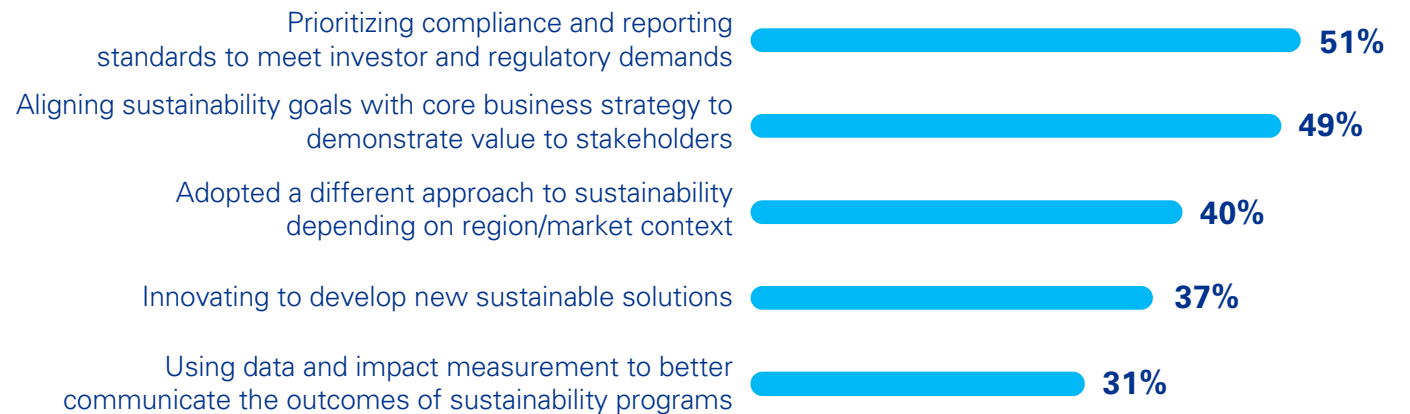 Prioritizing compliance and reporting
standards to meet investor and regulatory demands
51%
Aligning sustainability goals with core business strategy to
demonstrate value to stakeholders
49%
Adopted a different approach to sustainability
depending on region/market context
40%
Innovating to develop new sustainable solutions
37%
Using data and impact measurement to better
communicate the outcomes of sustainability programs
31%